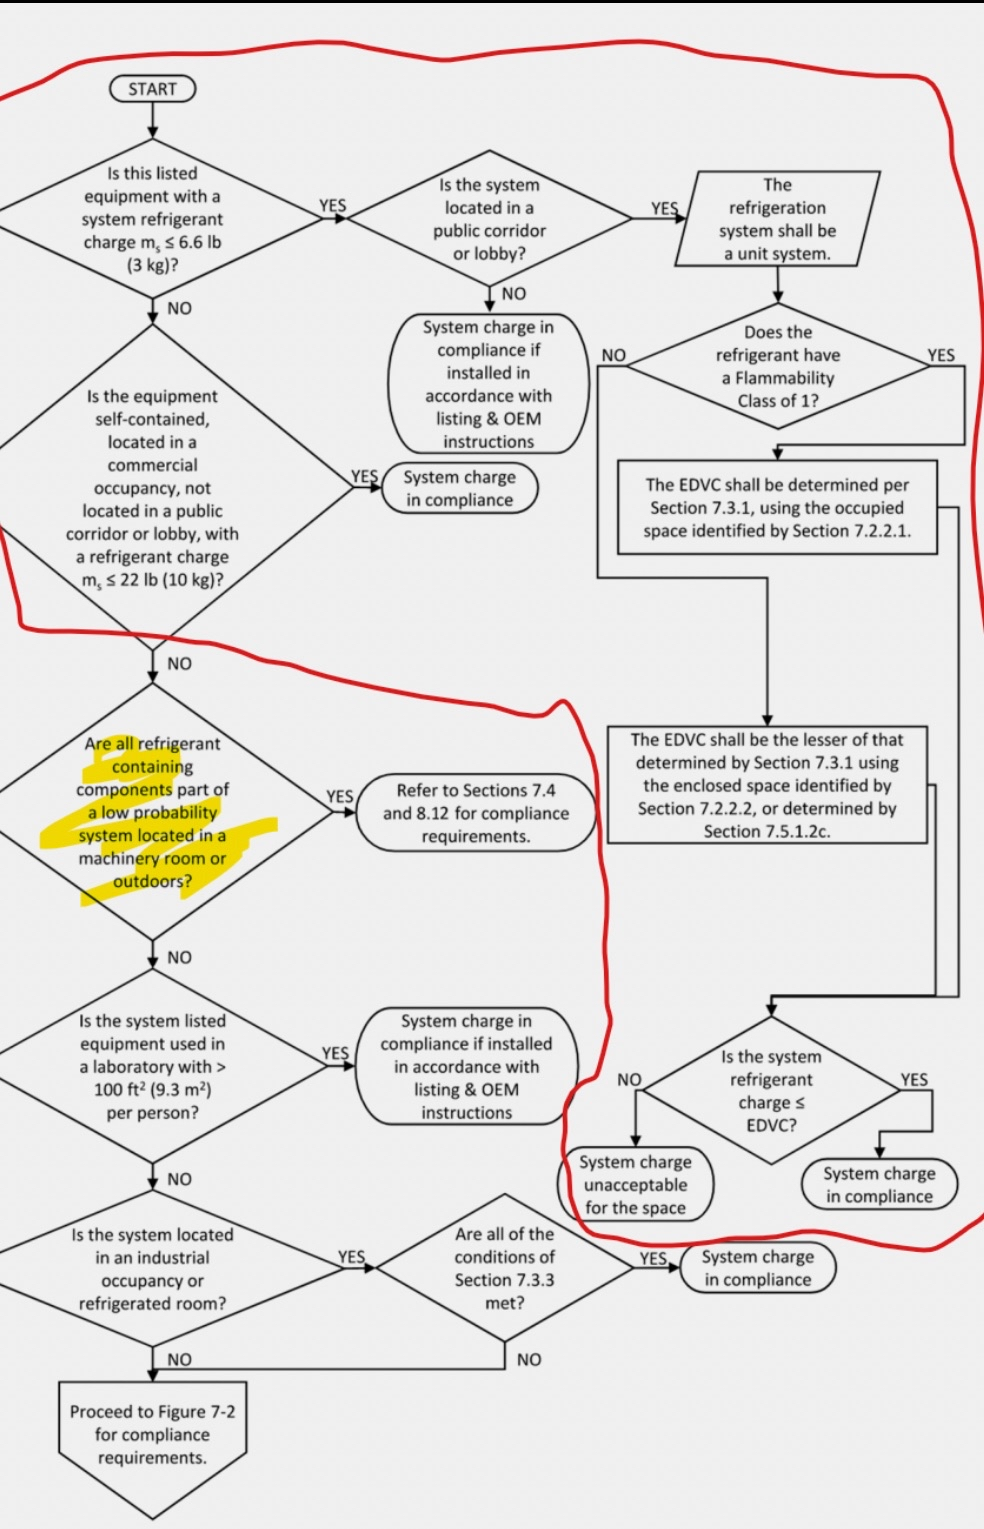 START
Is this listed
equipment with a
system refrigerant
charge mₛ ≤ 6.6 lb
(3 kg)?
YES
NO
Is the system
located in a
public corridor
or lobby?
YES
NO
The
refrigeration
system shall be
a unit system.
System charge in
compliance if
installed in
accordance with
listing & OEM
instructions
Does the
refrigerant have
a Flammability
Class of 1?
NO
YES
Is the equipment
self-contained,
located in a
commercial
occupancy, not
located in a public
corridor or lobby, with
a refrigerant charge
mₛ ≤ 22 lb (10 kg)?
YES
NO
System charge
in compliance
The EDVC shall be determined per
Section 7.3.1, using the occupied
space identified by Section 7.2.2.1.
Are all refrigerant
containing
components part of
a low probability
system located in a
machinery room or
outdoors?
YES
NO
Refer to Sections 7.4
and 8.12 for compliance
requirements.
The EDVC shall be the lesser of that
determined by Section 7.3.1 using
the enclosed space identified by
Section 7.2.2.2, or determined by
Section 7.5.1.2c.
Is the system listed
equipment used in
a laboratory with >
100 ft² (9.3 m²)
per person?
YES
NO
System charge in
compliance if installed
in accordance with
listing & OEM
instructions
Is the system
refrigerant
charge ≤
EDVC?
NO
YES
System charge
unacceptable
for the space
System charge
in compliance
Is the system located
in an industrial
occupancy or
refrigerated room?
YES
NO
Are all of the
conditions of
Section 7.3.3
met?
YES
NO
System charge
in compliance
Proceed to Figure 7-2
for compliance
requirements.